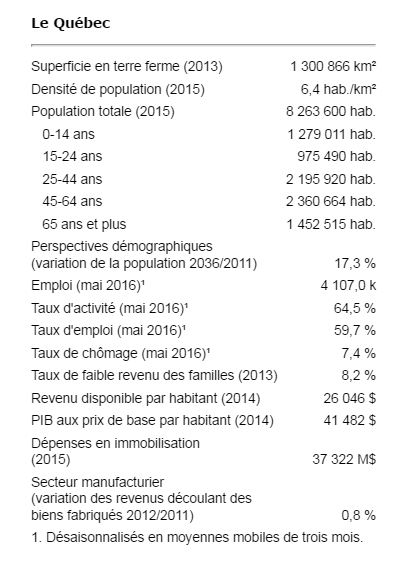 Le Québec
Superficie en terre ferme (2013) 1 300 866 km²
Densité de population (2015) 6,4 hab./km²
Population totale (2015) 8 263 600 hab.
0-14 ans 1 279 011 hab.
15-24 ans 975 490 hab.
25-44 ans 2 195 920 hab.
45-64 ans 2 360 664 hab.
65 ans et plus 1 452 515 hab.
Perspectives démographiques
(variation de la population 2036/2011) 17,3 %
Emploi (mai 2016)¹ 4 107,0 k
Taux d'activité (mai 2016)¹ 64,5 %
Taux d'emploi (mai 2016)¹ 59,7 %
Taux de chômage (mai 2016)¹ 7,4 %
Taux de faible revenu des familles (2013) 8,2 %
Revenu disponible par habitant (2014) 26 046 $
PIB aux prix de base par habitant (2014) 41 482 $
Dépenses en immobilisation
(2015) 37 322 M$
Secteur manufacturier
(variation des revenus découlant des
biens fabriqués 2012/2011) 0,8 %
1. Désaisonnalisés en moyennes mobiles de trois mois.